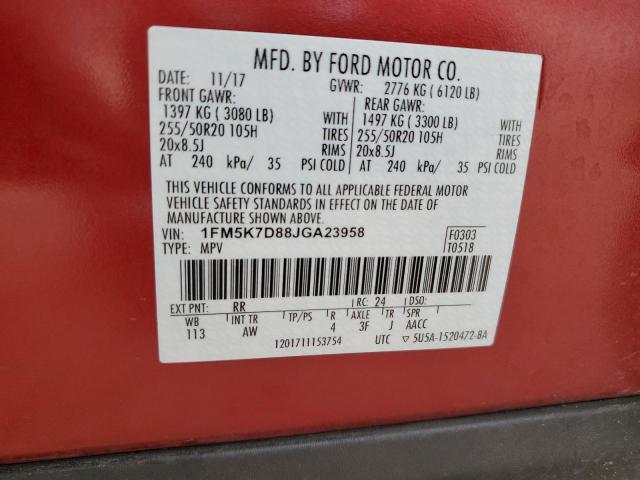 MFD. BY FORD MOTOR CO.
DATE: 11/17 GVWR: 2776 KG ( 6120 LB)
FRONT GAWR: REAR GAWR:
1397 KG ( 3080 LB) 1497 KG ( 3300 LB)
255/50R20 105H TIRES 255/50R20 105H TIRES
20x8.5J RIMS 20x8.5J RIMS
AT 240 kPa/ 35 PSI COLD AT 240 kPa/ 35 PSI COLD
THIS VEHICLE CONFORMS TO ALL APPLICABLE FEDERAL MOTOR
VEHICLE SAFETY STANDARDS IN EFFECT ON THE DATE OF
MANUFACTURE SHOWN ABOVE.
VIN: 1FM5K7D88JGA23958 F0303
TYPE: MPV T0518
EXT PNT: RR RC: 24 DSO:
WB INT TR TP/PS R AXLE TR SPR
113 AW 4 3F J AACC
1201711153754 UTC ▽ 5U5A-1520472-BA